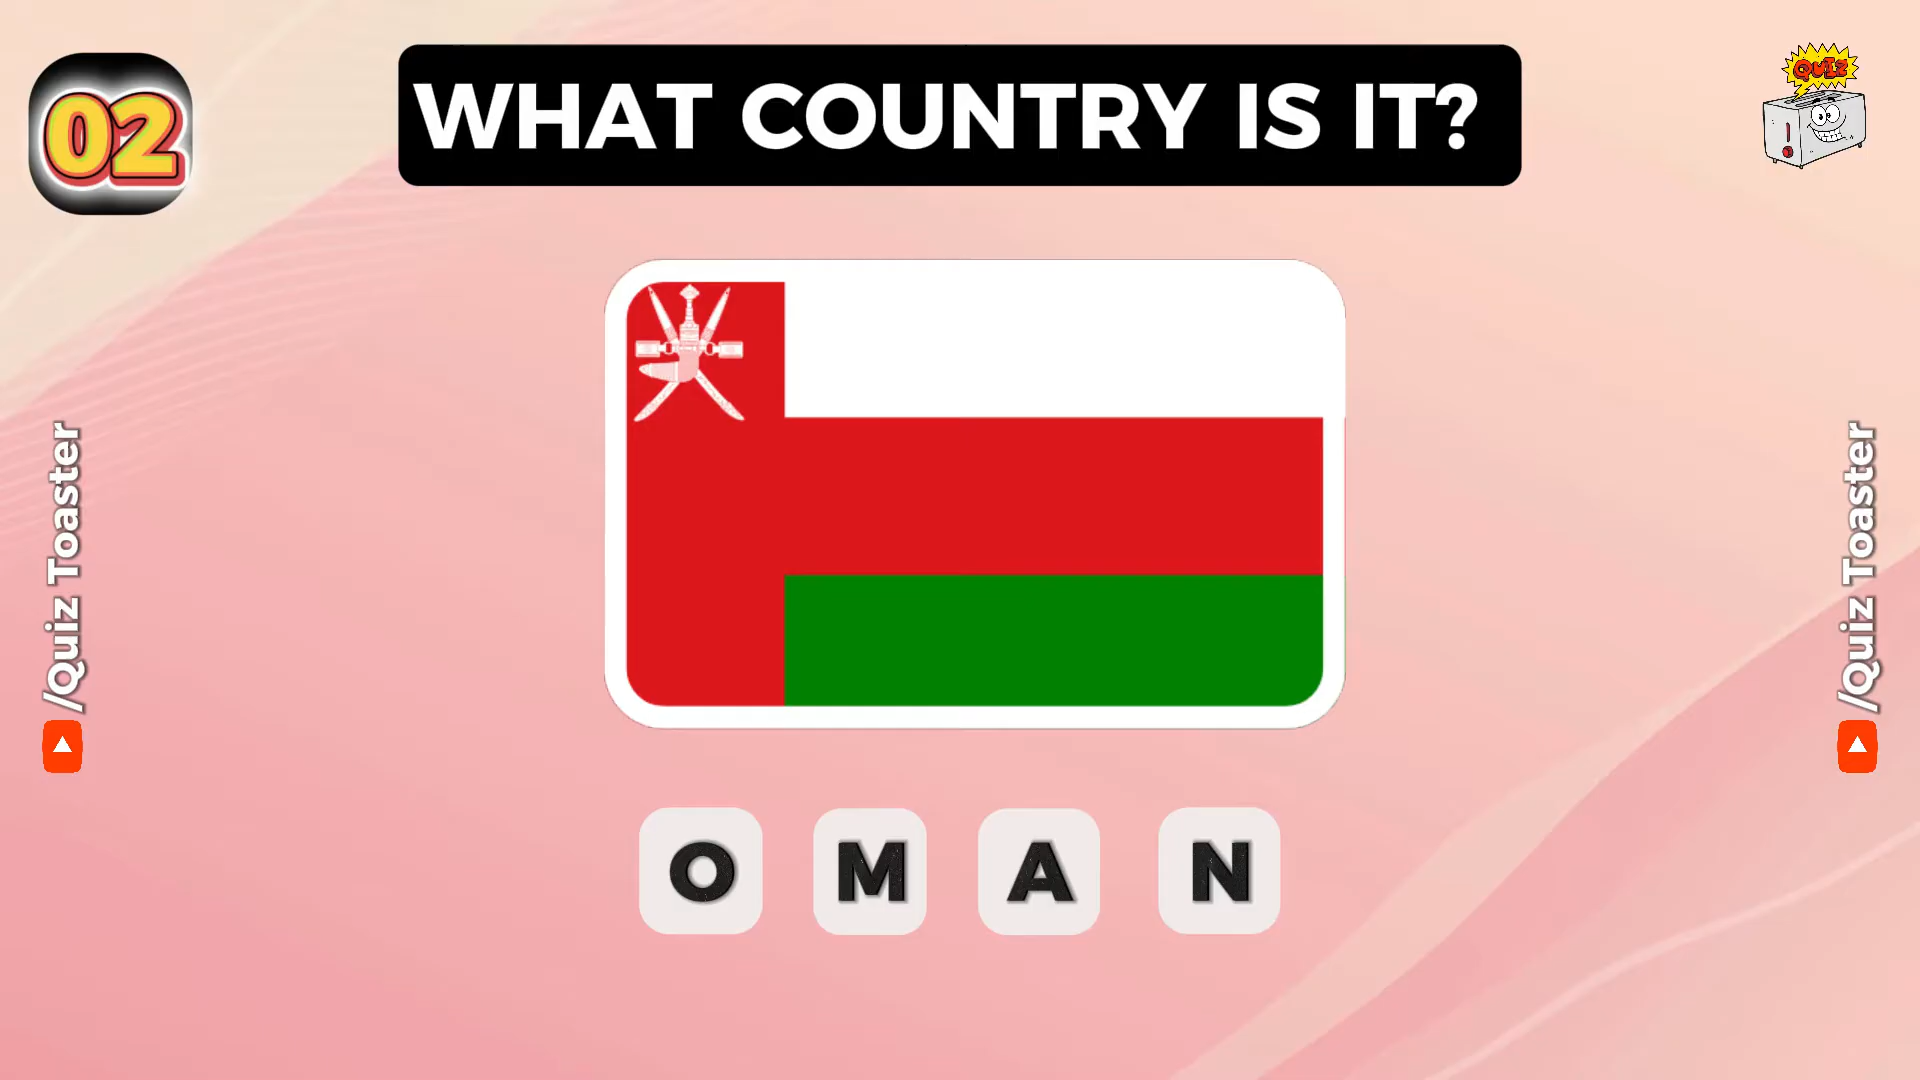 02
WHAT COUNTRY IS IT?
QUIZ
/Quiz Toaster
/Quiz Toaster
O M A N